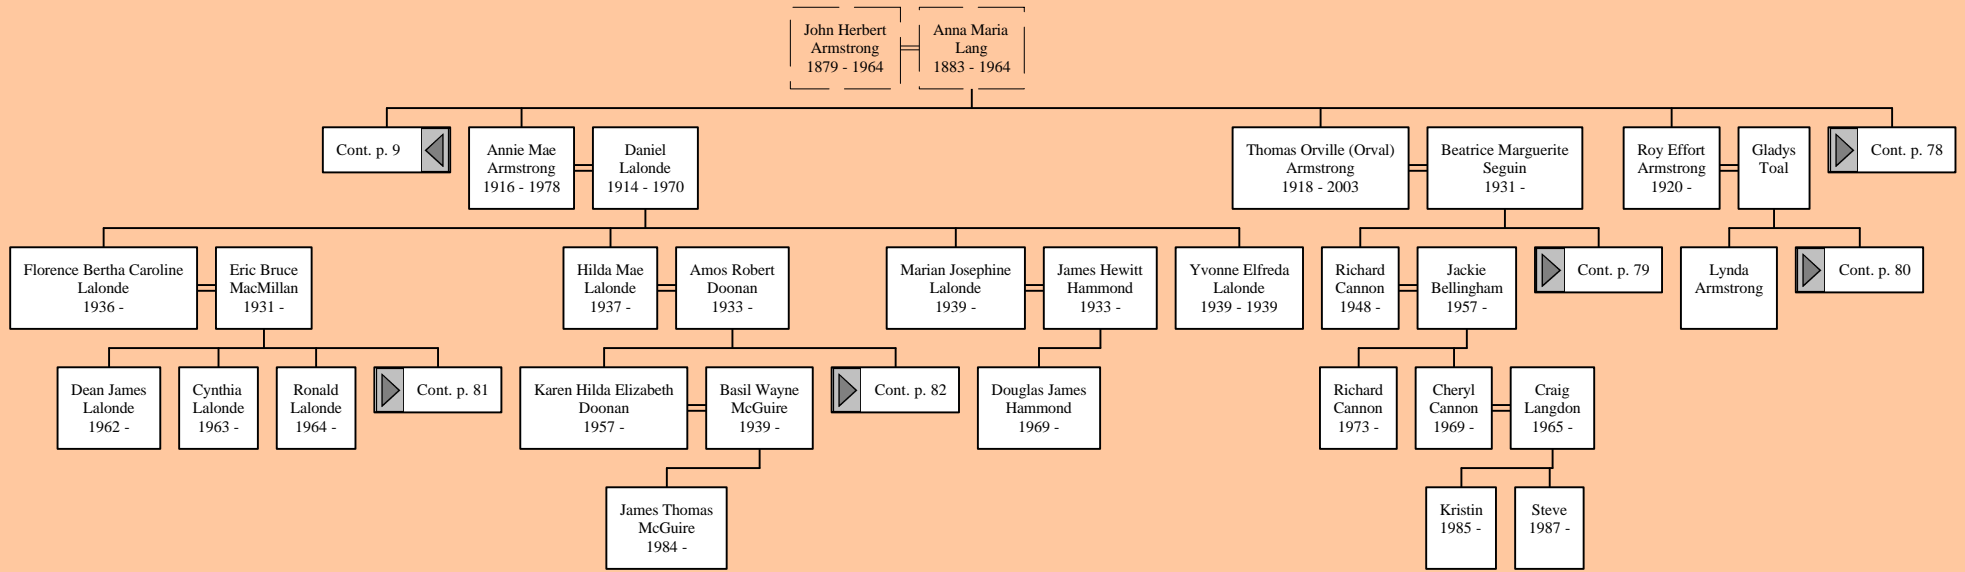 John Herbert
Armstrong
1879 - 1964
Anna Maria
Lang
1883 - 1964
Cont. p. 9
Annie Mae
Armstrong
1916 - 1978
Daniel
Lalonde
1914 - 1970
Thomas Orville (Orval)
Armstrong
1918 - 2003
Beatrice Marguerite
Seguin
1931 -
Roy Effort
Armstrong
1920 -
Gladys
Toal
Cont. p. 78
Florence Bertha Caroline
Lalonde
1936 -
Eric Bruce
MacMillan
1931 -
Hilda Mae
Lalonde
1937 -
Amos Robert
Doonan
1933 -
Marian Josephine
Lalonde
1939 -
James Hewitt
Hammond
1933 -
Yvonne Elfreda
Lalonde
1939 - 1939
Richard
Cannon
1948 -
Jackie
Bellingham
1957 -
Cont. p. 79
Lynda
Armstrong
Cont. p. 80
Dean James
Lalonde
1962 -
Cynthia
Lalonde
1963 -
Ronald
Lalonde
1964 -
Cont. p. 81
Karen Hilda Elizabeth
Doonan
1957 -
Basil Wayne
McGuire
1939 -
Cont. p. 82
Douglas James
Hammond
1969 -
Richard
Cannon
1973 -
Cheryl
Cannon
1969 -
Craig
Langdon
1965 -
James Thomas
McGuire
1984 -
Kristin
1985 -
Steve
1987 -